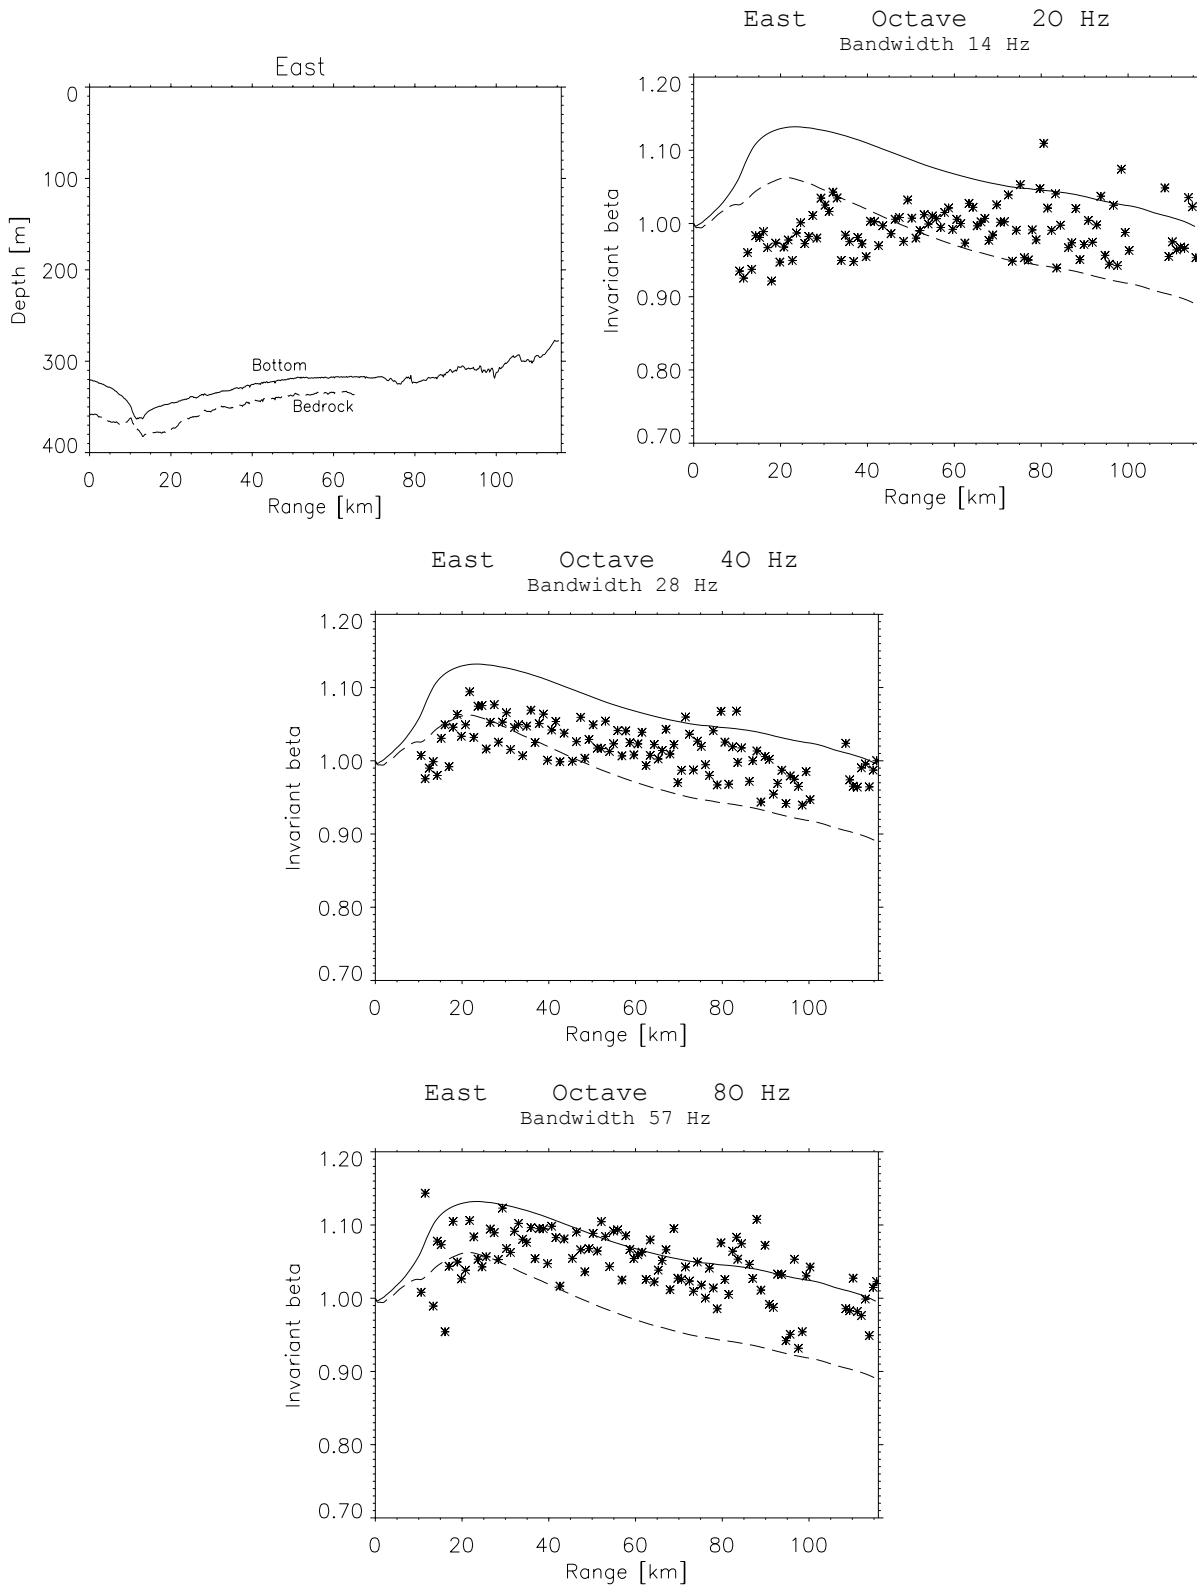 East
0
100
200
300
400
Depth [m]
Bottom
Bedrock
0 20 40 60 80 100
Range [km]
East Octave 20 Hz
Bandwidth 14 Hz
1.20
1.10
1.00
0.90
0.80
0.70
Invariant beta
0 20 40 60 80 100
Range [km]
East Octave 40 Hz
Bandwidth 28 Hz
1.20
1.10
1.00
0.90
0.80
0.70
Invariant beta
0 20 40 60 80 100
Range [km]
East Octave 80 Hz
Bandwidth 57 Hz
1.20
1.10
1.00
0.90
0.80
0.70
Invariant beta
0 20 40 60 80 100
Range [km]